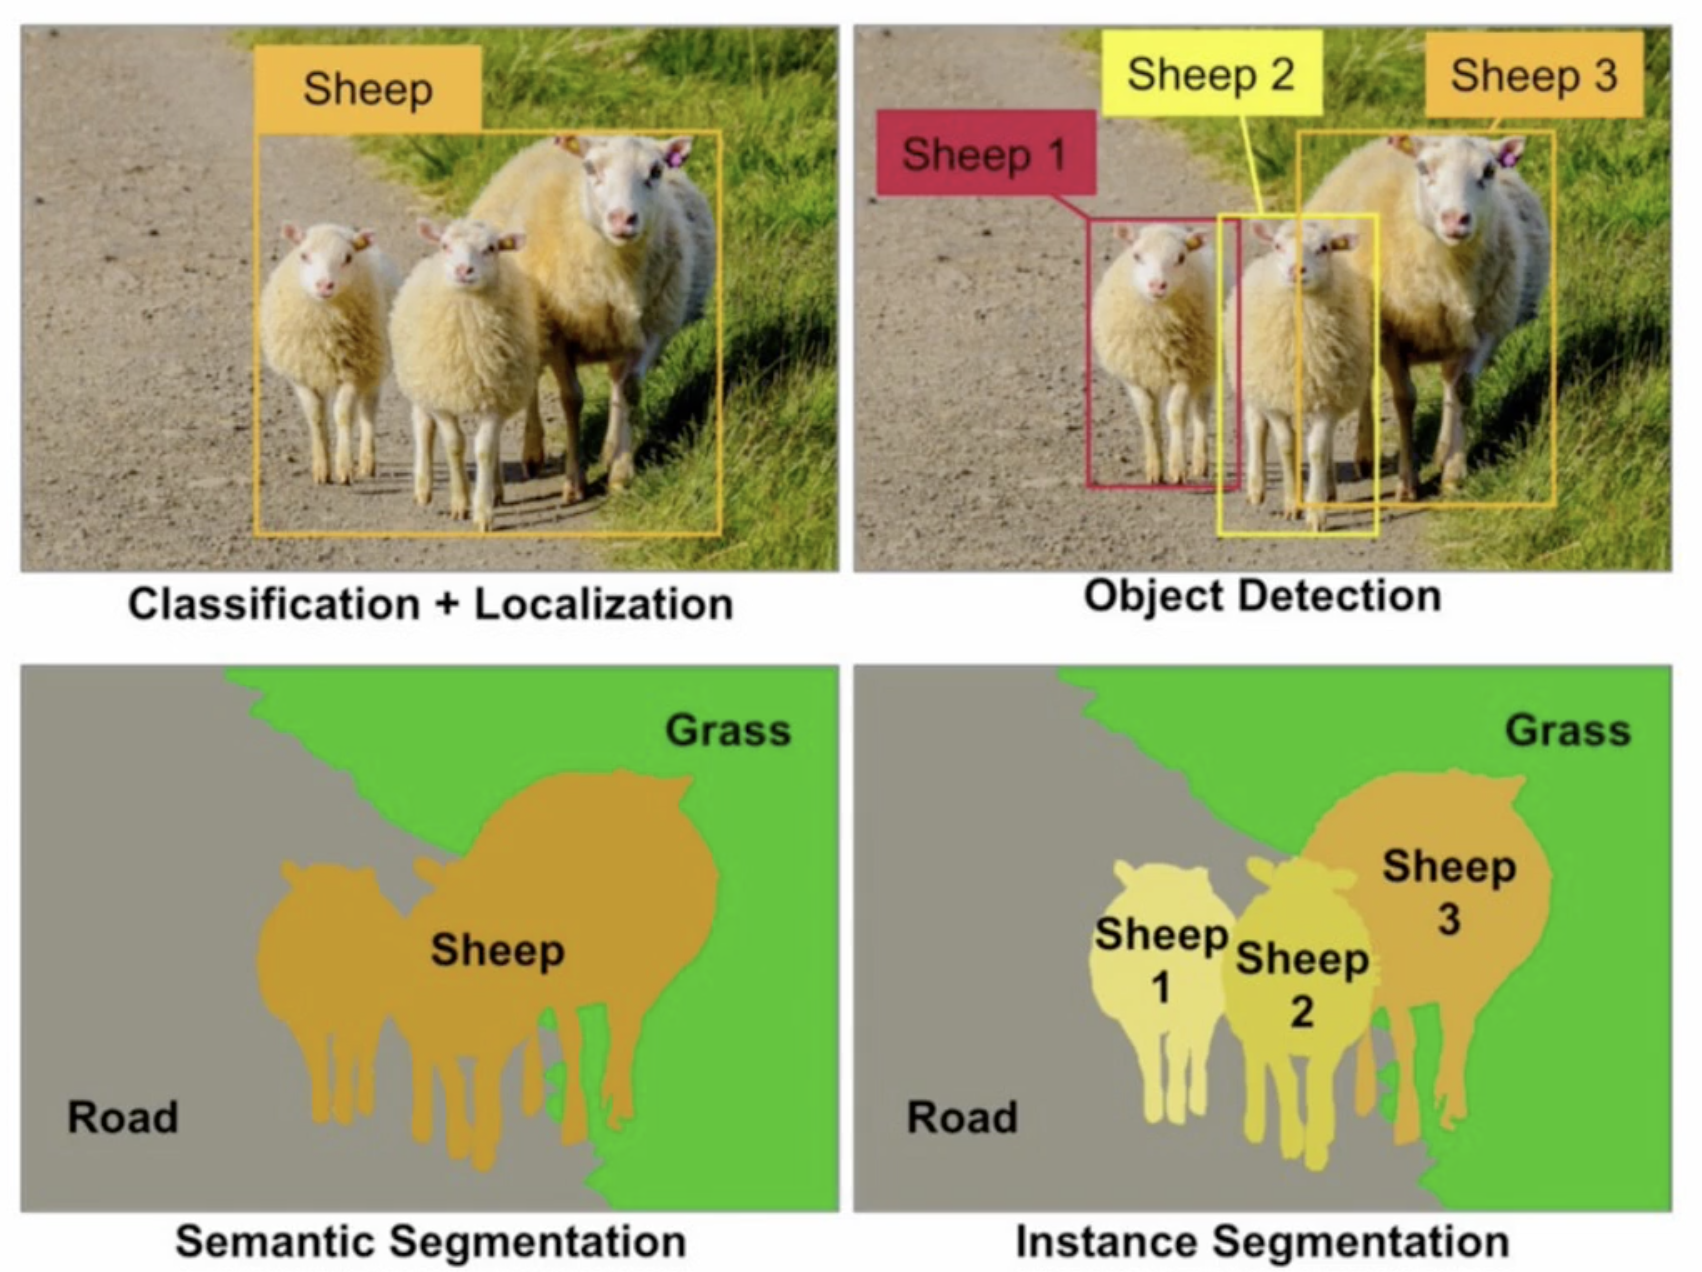 Sheep
Sheep 1
Sheep 2
Sheep 3
Classification + Localization
Object Detection
Grass
Sheep
Road
Grass
Sheep
3
Sheep
1
Sheep
2
Road
Semantic Segmentation
Instance Segmentation